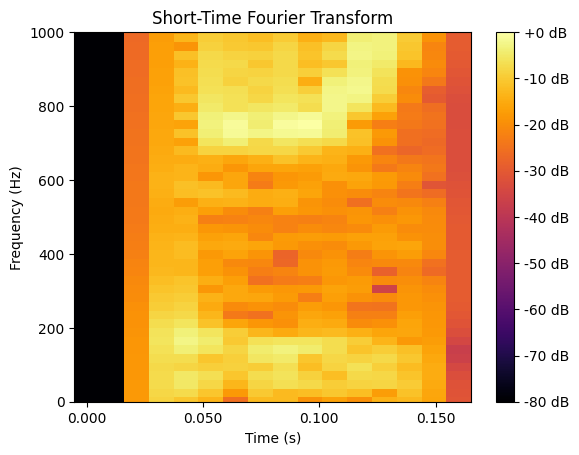 Short-Time Fourier Transform
1000
800
600
400
200
0
Frequency (Hz)
0.000
0.050
0.100
0.150
Time (s)
+0 dB
-10 dB
-20 dB
-30 dB
-40 dB
-50 dB
-60 dB
-70 dB
-80 dB